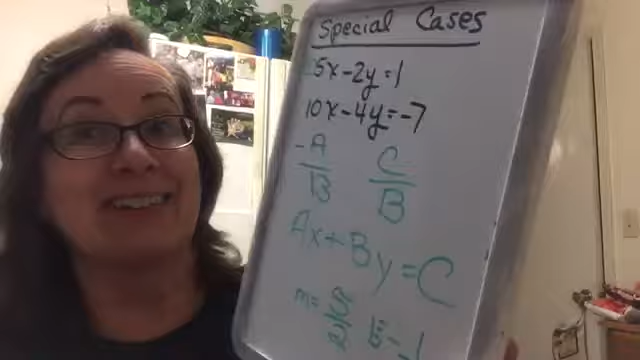 Special Cases
5x-2y=1
10x-4y=-7
-A/B C/B
Ax+By=C
m=